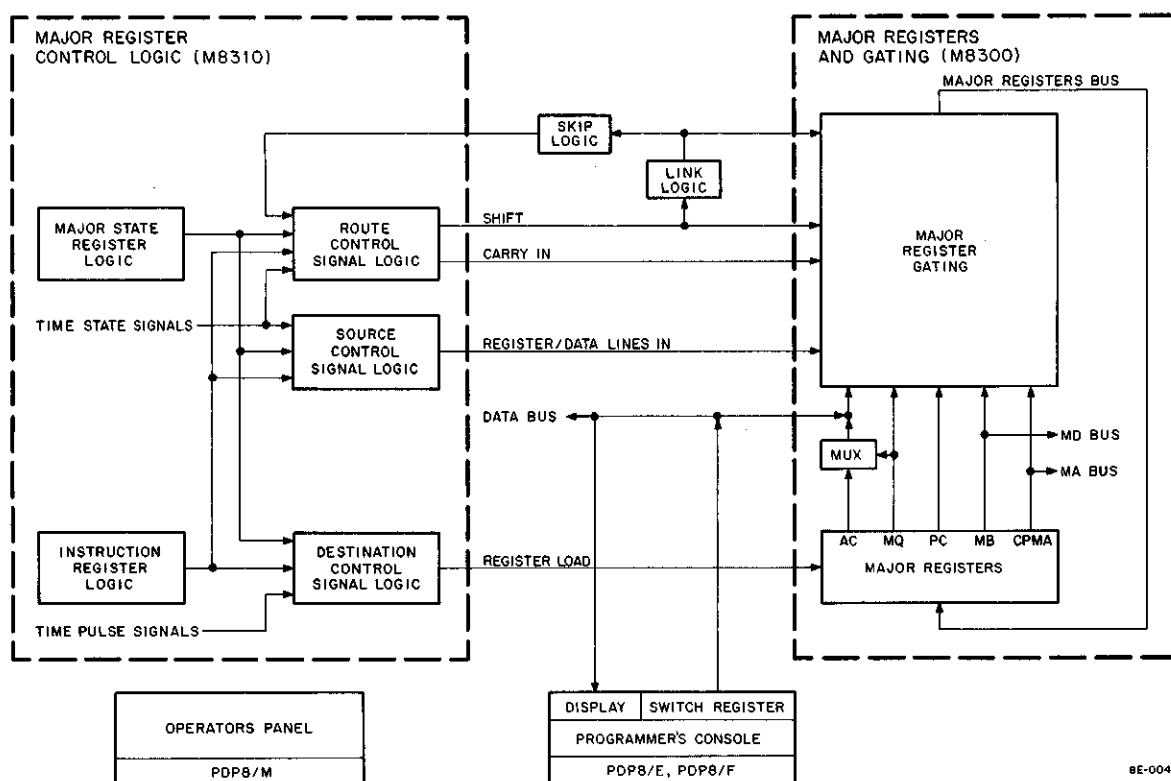 MAJOR REGISTER
CONTROL LOGIC (M8310)
MAJOR REGISTERS
AND GATING (M8300)
MAJOR REGISTERS BUS
SKIP
LOGIC
LINK
LOGIC
MAJOR STATE
REGISTER
LOGIC
ROUTE
CONTROL
SIGNAL LOGIC
SHIFT
CARRY IN
MAJOR
REGISTER
GATING
TIME STATE SIGNALS
SOURCE
CONTROL
SIGNAL LOGIC
REGISTER/DATA LINES IN
DATA BUS
MUX
MD BUS
MA BUS
INSTRUCTION
REGISTER
LOGIC
DESTINATION
CONTROL
SIGNAL LOGIC
REGISTER LOAD
AC MQ PC MB CPMA
MAJOR REGISTERS
TIME PULSE SIGNALS
OPERATORS PANEL
PDP8/M
DISPLAY
SWITCH REGISTER
PROGRAMMER'S CONSOLE
PDP8/E, PDP8/F
8E-004